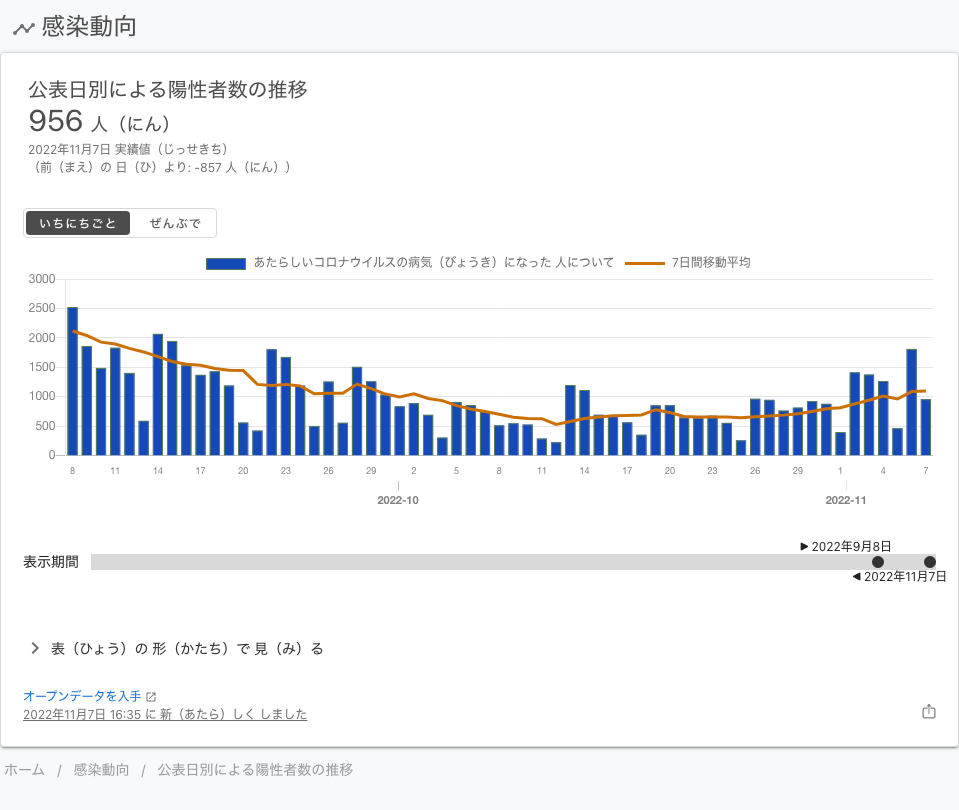 感染動向
公表日別による陽性者数の推移
956 人（にん）
2022年11月7日 実績値（じっせきち）
（前（まえ）の 日（ひ）より: -857 人（にん））
いちにちごと ぜんぶで
あたらしいコロナウイルスの病気（びょうき）になった 人について 7日間移動平均
3000
2500
2000
1500
1000
500
0
8 11 14 17 20 23 26 29 2 5 8 11 14 17 20 23 26 29 1 4 7
2022-10 2022-11
2022年9月8日
表示期間
2022年11月7日
表（ひょう）の 形（かたち）で 見（み）る
オープンデータを入手
2022年11月7日 16:35 に 新（あたら）しく しました
ホーム / 感染動向 / 公表日別による陽性者数の推移